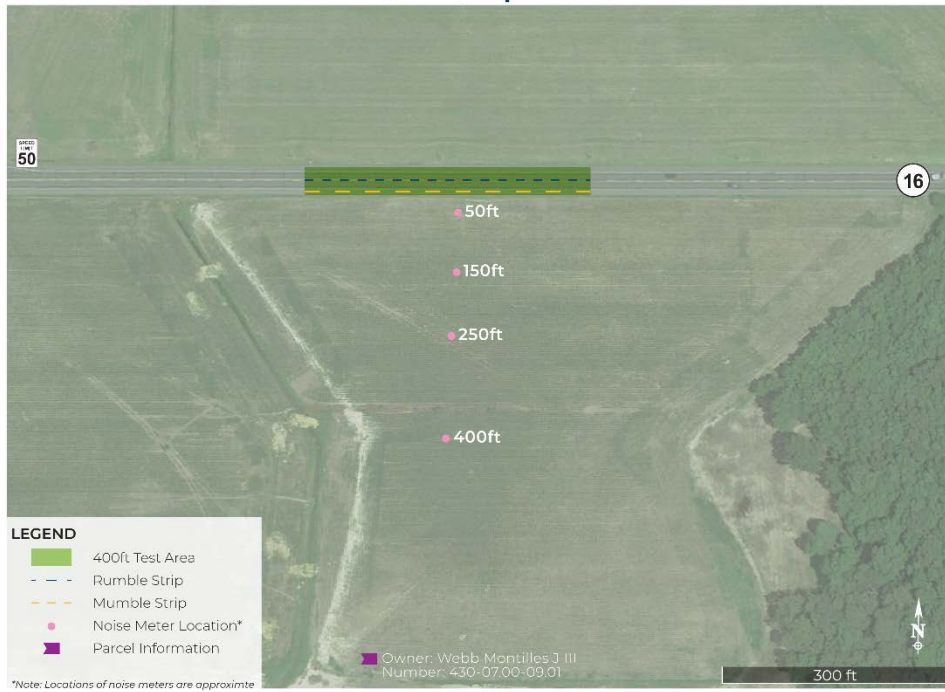 SPEED
LIMIT
50
16
50ft
150ft
250ft
400ft
LEGEND
400ft Test Area
Rumble Strip
Mumble Strip
Noise Meter Location*
Parcel Information
*Note: Locations of noise meters are approximte
Owner: Webb Montilles J III
Number: 430-07.00-09.01
N
300 ft